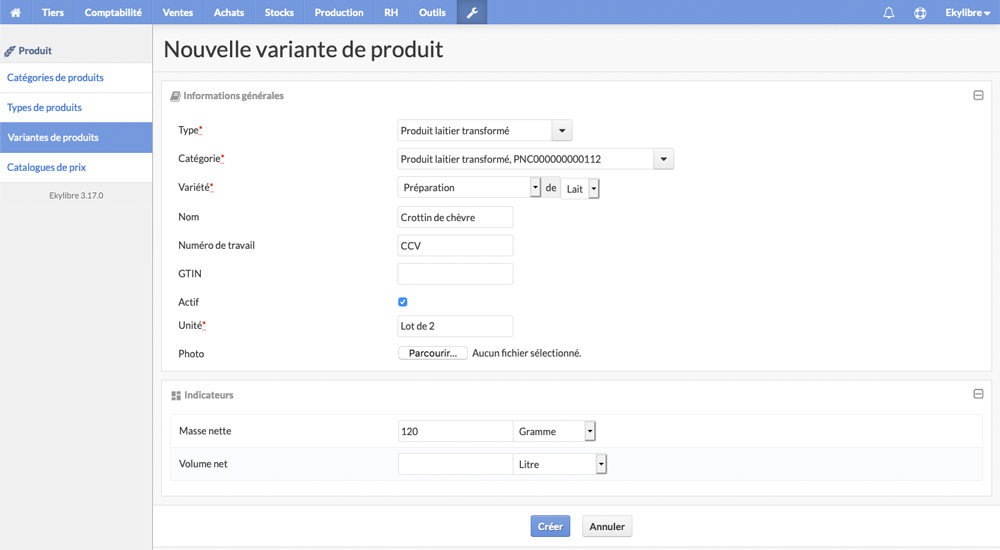 Tiers Comptabilité Ventes Achats Stocks Production RH Outils Ekylibre
Produit
Catégories de produits
Types de produits
Variantes de produits
Catalogues de prix
Ekylibre 3.17.0
Nouvelle variante de produit
Informations générales
Type* Produit laitier transformé
Catégorie* Produit laitier transformé, PNC000000000112
Variété* Préparation de Lait
Nom Crottin de chèvre
Numéro de travail CCV
GTIN
Actif
Unité* Lot de 2
Photo Parcourir... Aucun fichier sélectionné.
Indicateurs
Masse nette 120 Gramme
Volume net Litre
Créer Annuler